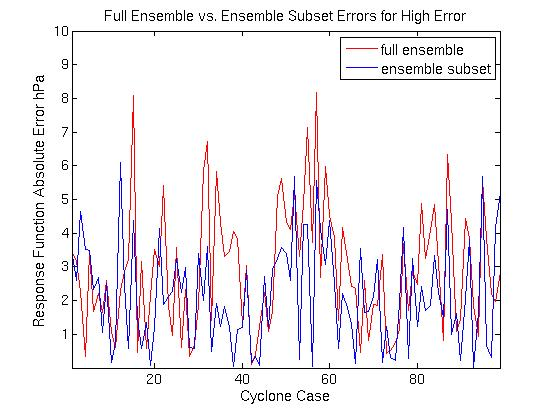 Full Ensemble vs. Ensemble Subset Errors for High Error
full ensemble
ensemble subset
Response Function Absolute Error hPa
10
9
8
7
6
5
4
3
2
1
20
40
60
80
Cyclone Case